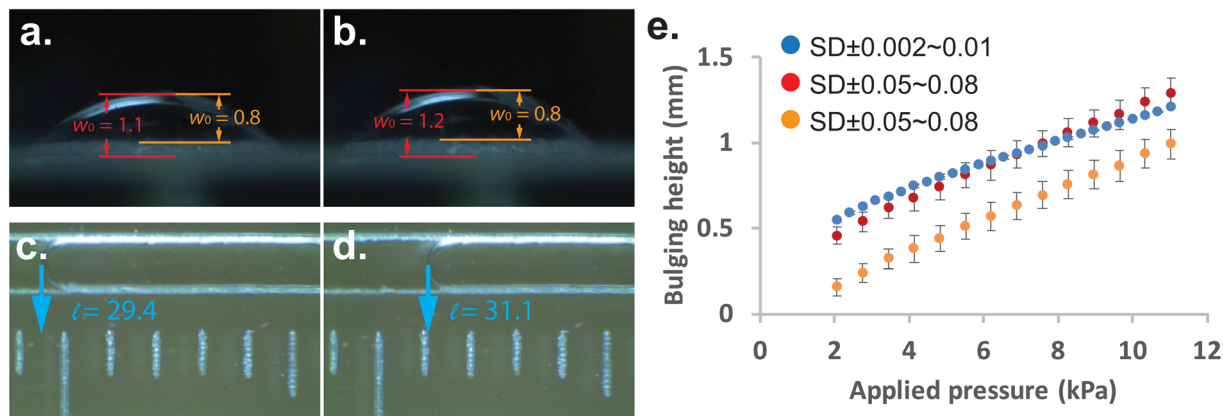 a.
w₀ = 1.1
w₀ = 0.8
b.
w₀ = 1.2
w₀ = 0.8
c.
ℓ= 29.4
d.
ℓ= 31.1
e.
SD±0.002~0.01
SD±0.05~0.08
SD±0.05~0.08
Bulging height (mm)
1.5
1
0.5
0
0 2 4 6 8 10 12
Applied pressure (kPa)